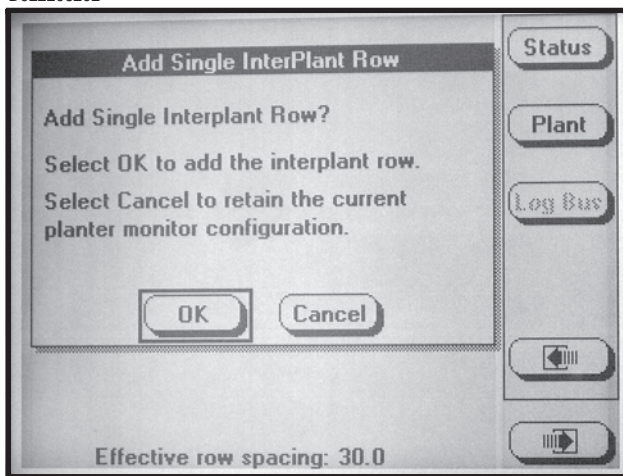 Add Single InterPlant Row
Add Single Interplant Row?
Select OK to add the interplant row.
Select Cancel to retain the current
planter monitor configuration.
OK
Cancel
Effective row spacing: 30.0
Status
Plant
Log Bus